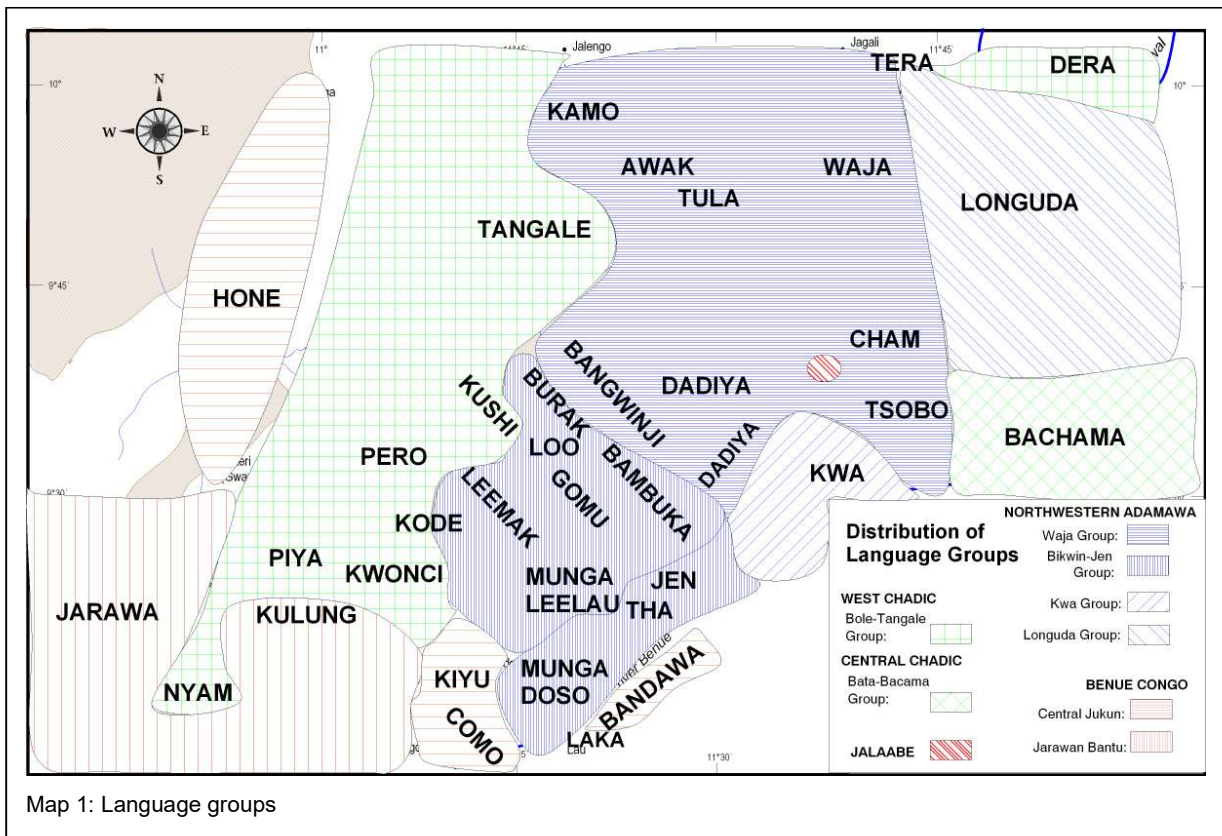 11°
11°15
Jalengo
Jagali
11°45
val
TERA
DERA
10°
10°
N
W
E
S
KAMO
AWAK
WAJA
TULA
LONGUDA
TANGALE
9°45'
HONE
CHAM
BANGWINJI
BURAK
DADIYA
KUSHI
TSOBO
BACHAMA
LOO
PERO
BAMBUKA
DADIYA
KWA
LEEMAK
GOMU
9°30
KODE
PIYA
KWONCI
MUNGA
LEELAU
JEN
THA
JARAWA
KULUNG
River Benue
NYAM
KIYU
MUNGA
DOSO
BANDAWA
COMO
LAKA
Lau
11°30
Distribution of
Language Groups
WEST CHADIC
Bole-Tangale
Group:
CENTRAL CHADIC
Bata-Bacama
Group:
JALAABE
NORTHWESTERN ADAMAWA
Waja Group:
Bikwin-Jen
Group:
Kwa Group:
Longuda Group:
BENUE CONGO
Central Jukun:
Jarawan Bantu:
Map 1: Language groups